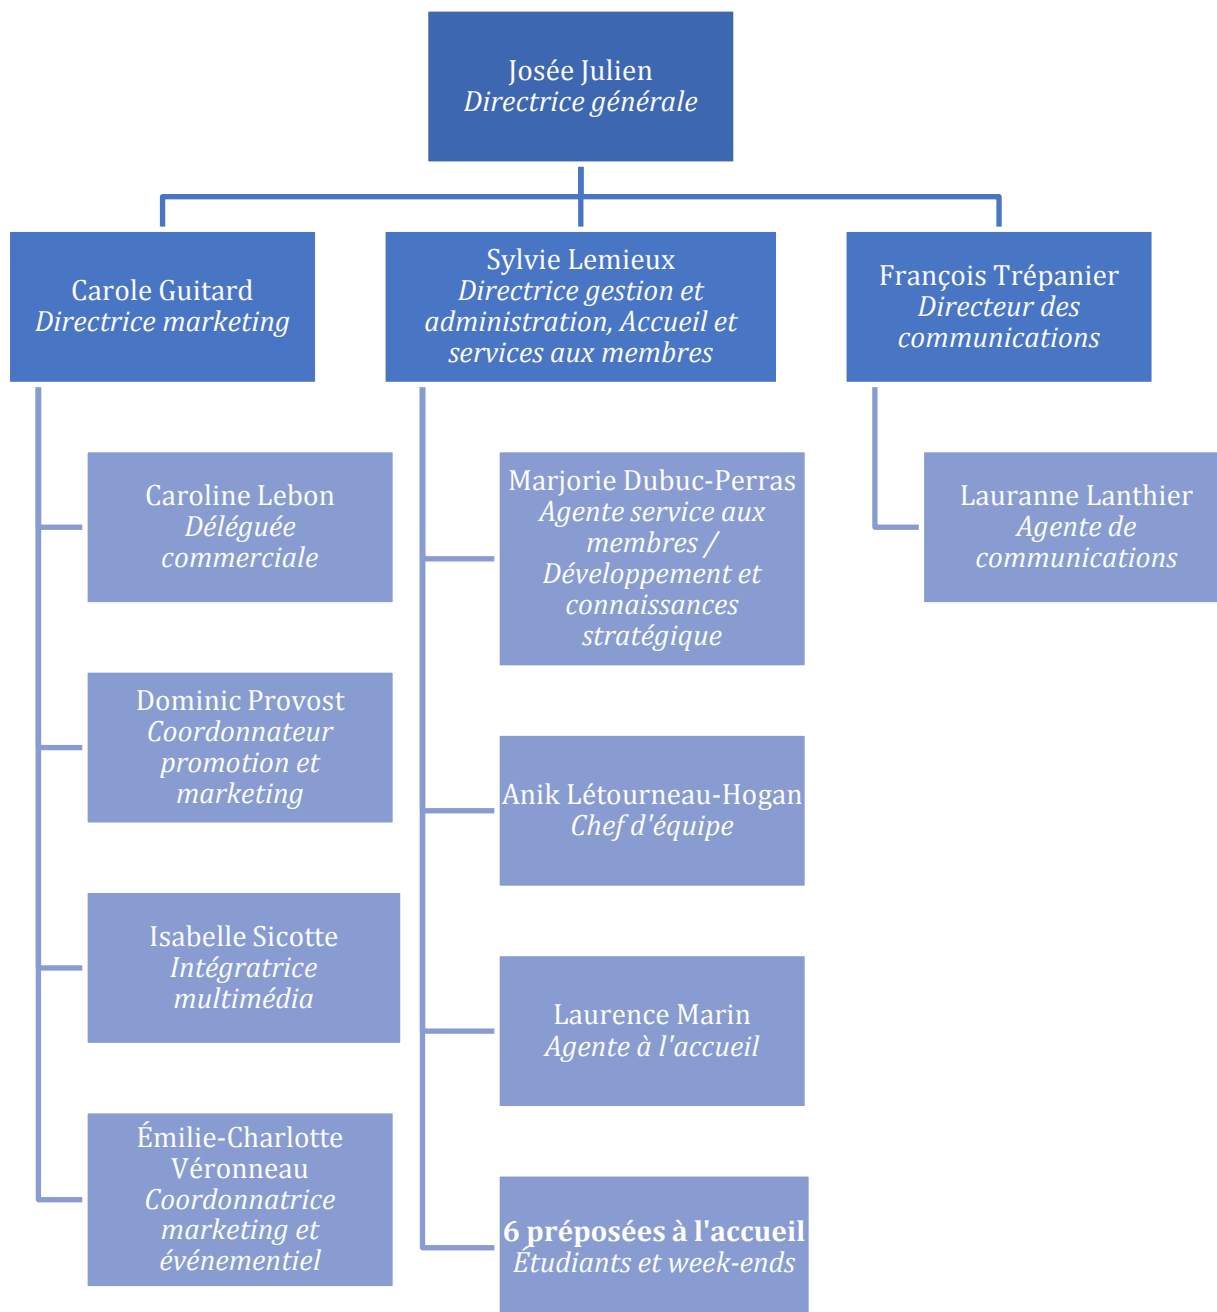 Josée Julien
Directrice générale
Carole Guitard
Directrice marketing
Sylvie Lemieux
Directrice gestion et
administration, Accueil et
services aux membres
François Trépanier
Directeur des
communications
Caroline Lebon
Déléguée
commerciale
Dominic Provost
Coordonnateur
promotion et
marketing
Isabelle Sicotte
Intégratrice
multimédia
Émilie-Charlotte
Véronneau
Coordonnatrice
marketing et
événementiel
Marjorie Dubuc-Perras
Agente service aux
membres /
Développement et
connaissances
stratégique
Anik Létourneau-Hogan
Chef d'équipe
Laurence Marin
Agente à l'accueil
6 préposées à l'accueil
Étudiants et week-ends
Lauranne Lanthier
Agente de
communications